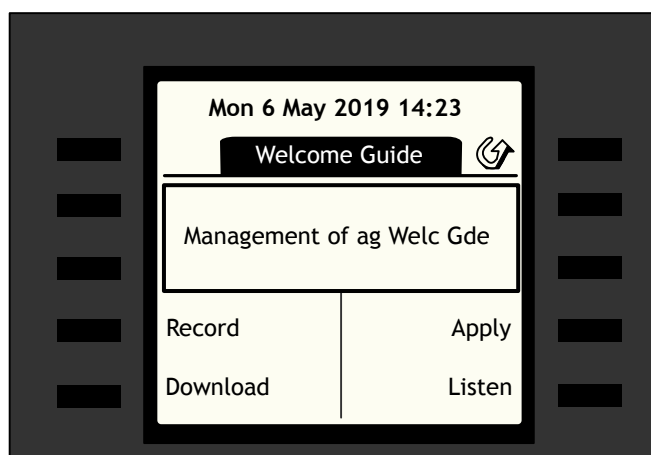 Mon 6 May 2019 14:23
Welcome Guide
Management of ag Welc Gde
Record Apply
Download Listen